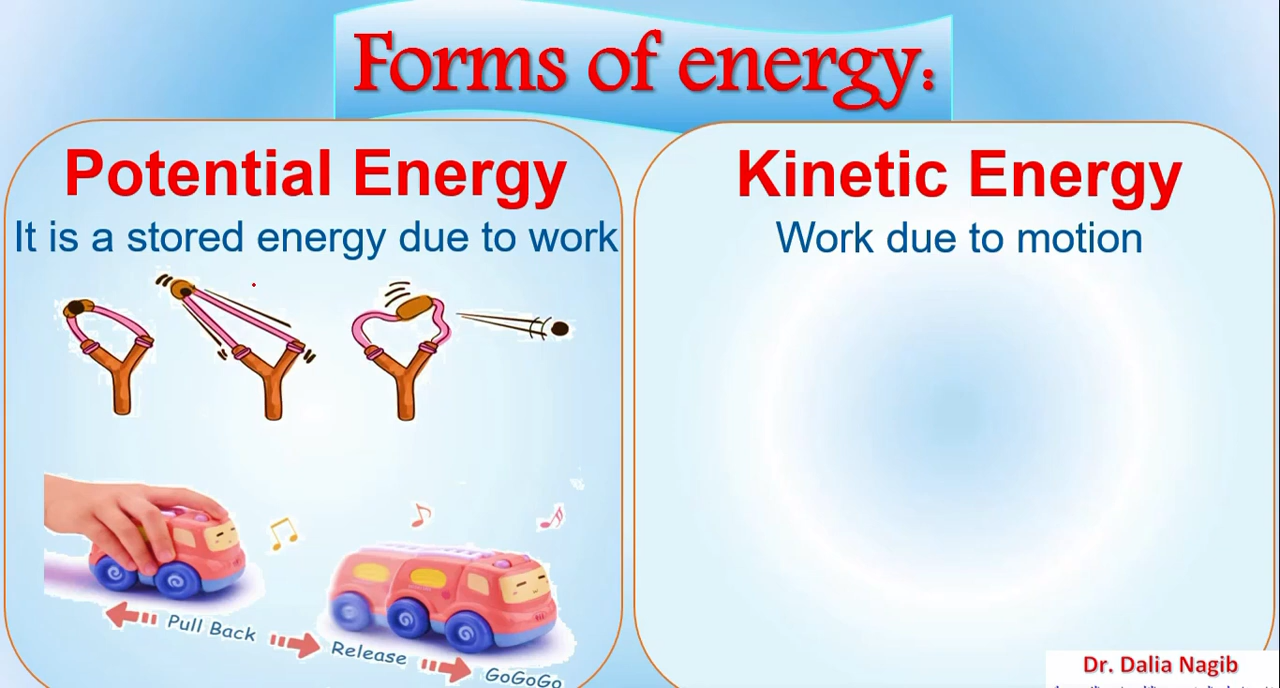 Forms of energy:
Potential Energy
It is a stored energy due to work
Pull Back
Release
GoGoGo
Kinetic Energy
Work due to motion
Dr. Dalia Nagib